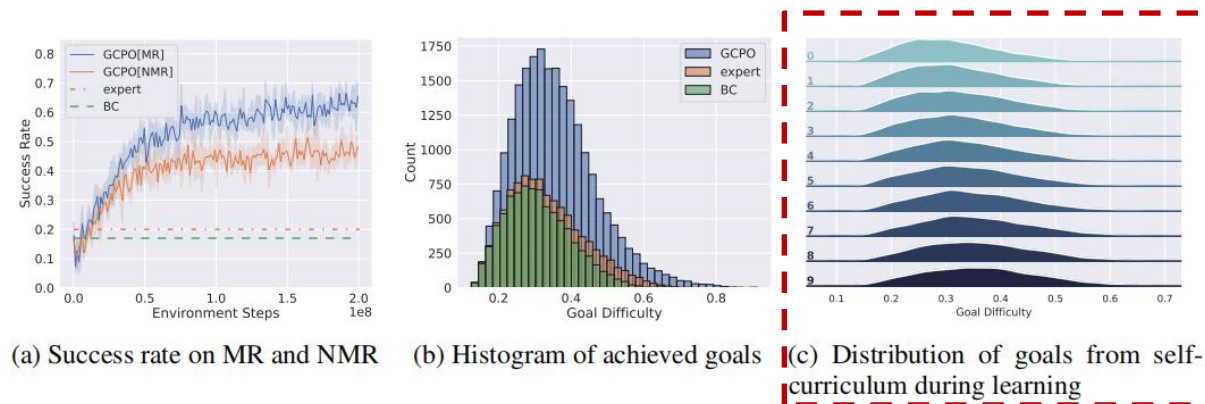 0.8
0.7
0.6
0.5
0.4
0.3
0.2
0.1
0.0
Success Rate
GCPO[MR]
GCPO[NMR]
expert
BC
0.0 0.5 1.0 1.5 2.0
Environment Steps 1e8
(a) Success rate on MR and NMR
1750
1500
1250
1000
750
500
250
0
Count
GCPO
expert
BC
0.2 0.4 0.6 0.8
Goal Difficulty
(b) Histogram of achieved goals
0
1
2
3
4
5
6
7
8
9
0.1 0.2 0.3 0.4 0.5 0.6 0.7
Goal Difficulty
(c) Distribution of goals from self-
curriculum during learning